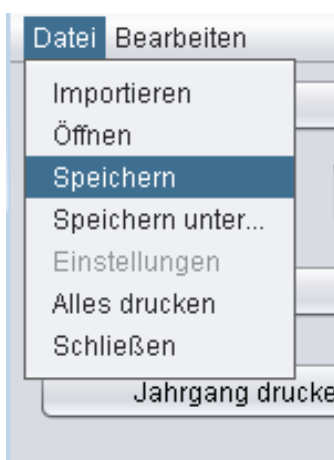 Datei Bearbeiten
Importieren
Öffnen
Speichern
Speichern unter...
Einstellungen
Alles drucken
Schließen
Jahrgang drucke